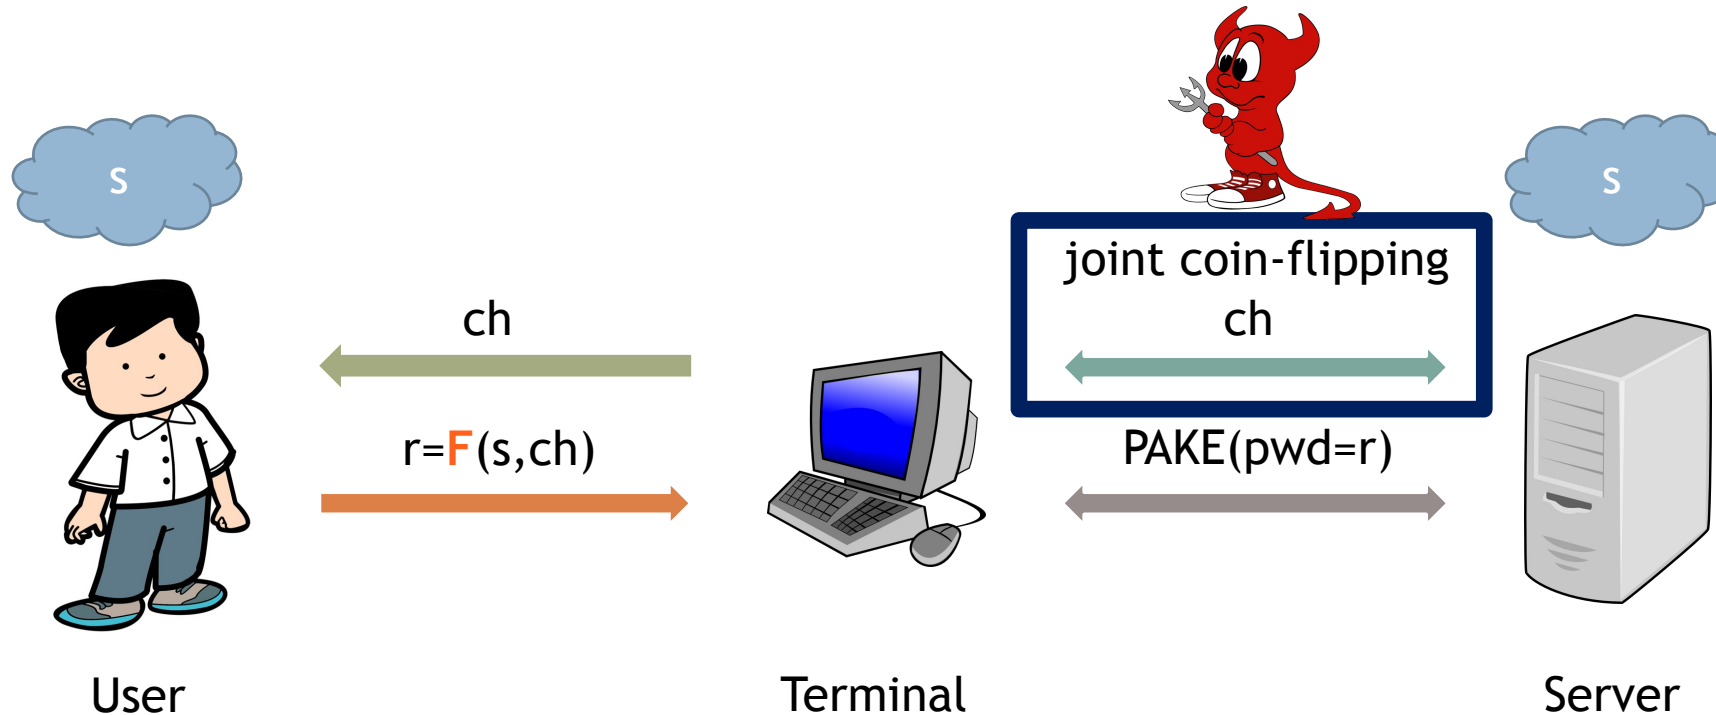 s
s
joint coin-flipping
ch
ch
r=F(s,ch)
PAKE(pwd=r)
User
Terminal
Server